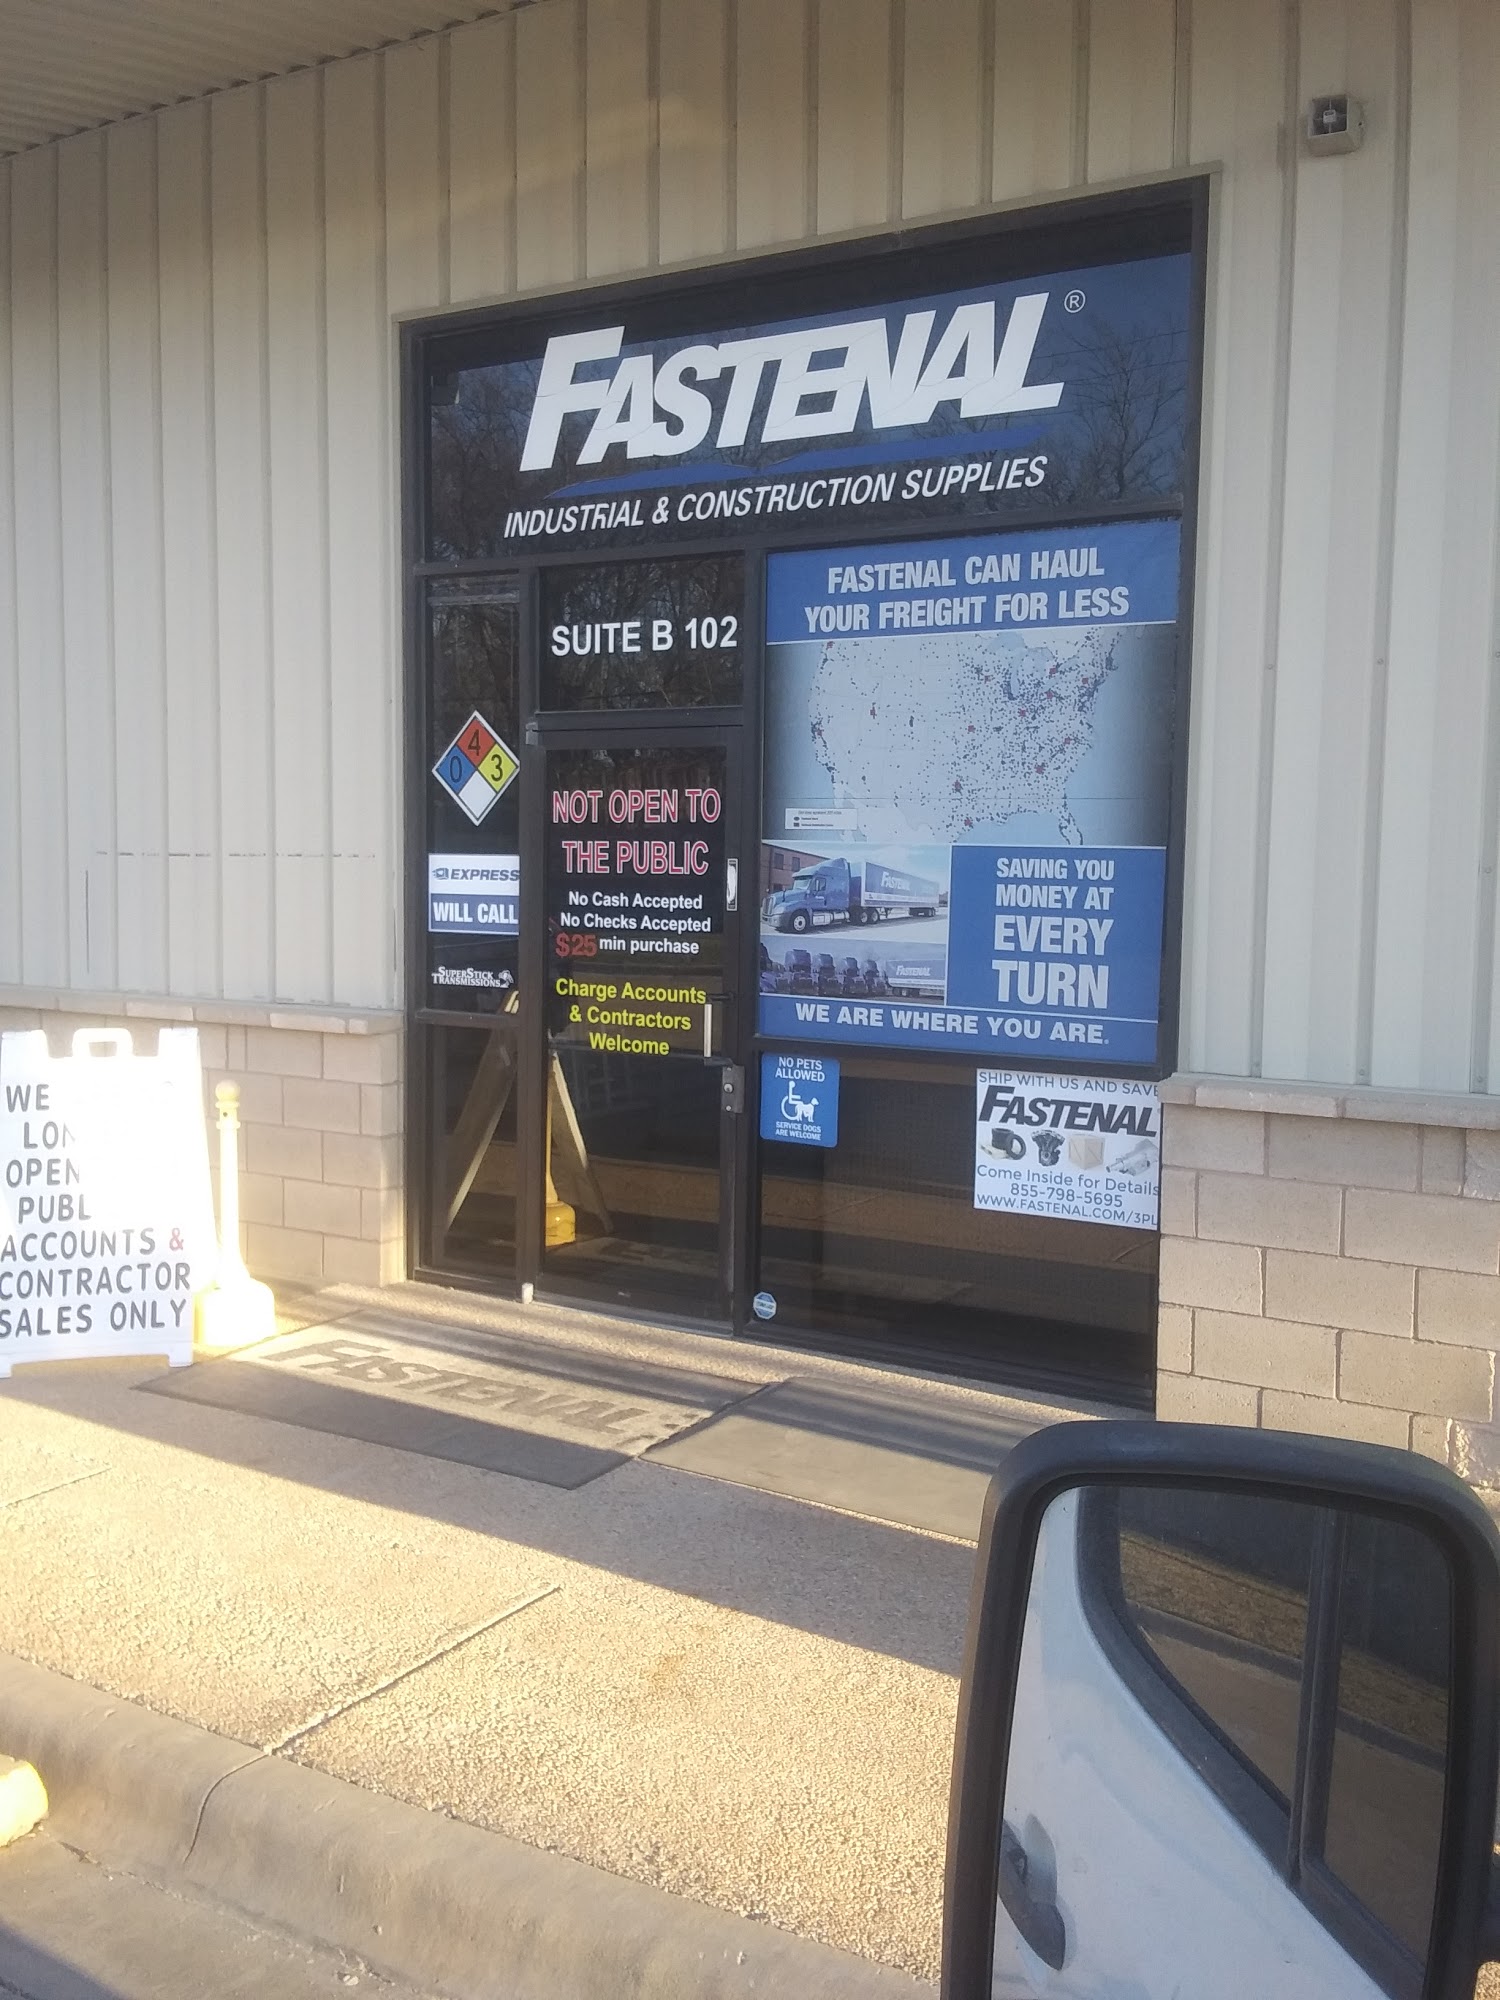 FASTENAL®
INDUSTRIAL & CONSTRUCTION SUPPLIES
SUITE B 102
4
0 3
EXPRESS
WILL CALL
SUPERSTICK
TRANSMISSIONS
NOT OPEN TO
THE PUBLIC
No Cash Accepted
No Checks Accepted
$25 min purchase
Charge Accounts
& Contractors
Welcome
FASTENAL CAN HAUL
YOUR FREIGHT FOR LESS
FASTENAL
FASTENAL
SAVING YOU
MONEY AT
EVERY
TURN
WE ARE WHERE YOU ARE.
NO PETS
ALLOWED
SERVICE DOGS
ARE WELCOME
SHIP WITH US AND SAVE
FASTENAL
Come Inside for Details
855-798-5695
WWW.FASTENAL.COM/3PL
WE
LON
OPEN
PUBL
ACCOUNTS &
CONTRACTOR
SALES ONLY
FASTENAL